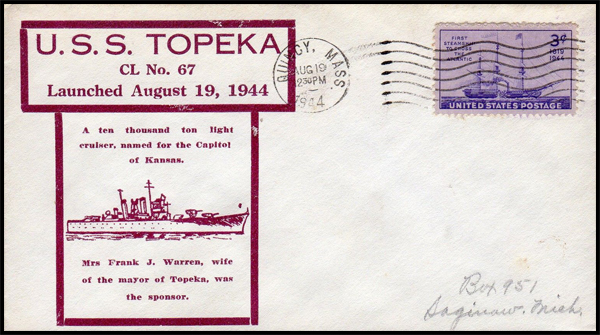 U.S.S. TOPEKA
CL No. 67
Launched August 19, 1944
A ten thousand ton light
cruiser, named for the Capitol
of Kansas.
Mrs Frank J. Warren, wife
of the mayor of Topeka, was
the sponsor.
QUINCY, MASS
AUG 19
2 30 PM
1944
FIRST
STEAMSHIP
TO CROSS
THE
ATLANTIC
3¢
1819
1944
UNITED STATES POSTAGE
Box 951
Saginaw, Mich.